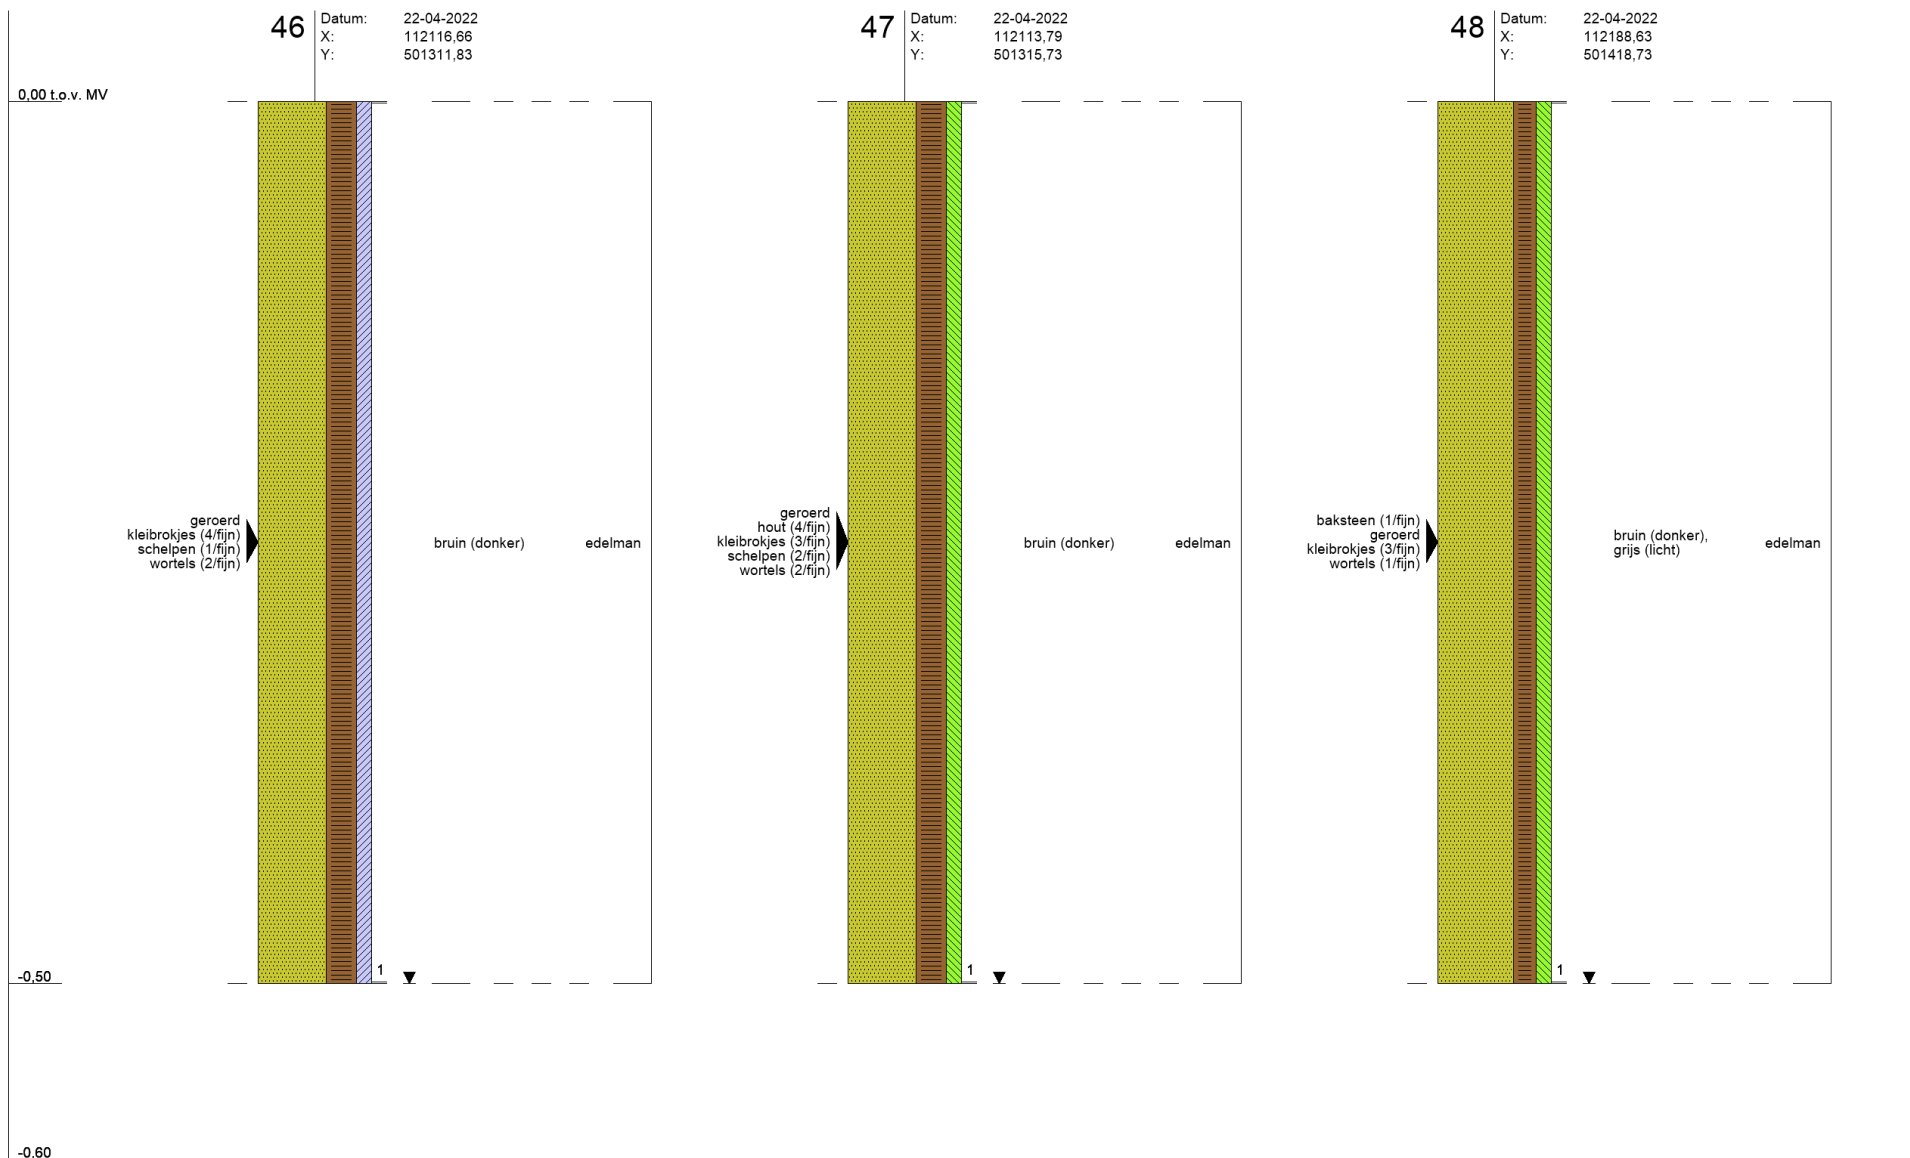 46
Datum: 22-04-2022
X: 112116,66
Y: 501311,83
47
Datum: 22-04-2022
X: 112113,79
Y: 501315,73
48
Datum: 22-04-2022
X: 112188,63
Y: 501418,73
0,00 t.o.v. MV
geroerd
kleibrokjes (4/fijn)
schelpen (1/fijn)
wortels (2/fijn)
bruin (donker)
edelman
1
geroerd
hout (4/fijn)
kleibrokjes (3/fijn)
schelpen (2/fijn)
wortels (2/fijn)
bruin (donker)
edelman
1
baksteen (1/fijn)
geroerd
kleibrokjes (3/fijn)
wortels (1/fijn)
bruin (donker),
grijs (licht)
edelman
1
-0,50
-0,60